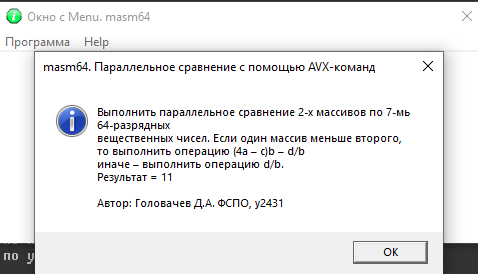 Окно с Menu. masm64
Программа Help
masm64. Параллельное сравнение с помощью AVX-команд
Выполнить параллельное сравнение 2-х массивов по 7-мь
64-разрядных
вещественных чисел. Если один массив меньше второго,
то выполнить операцию (4a – c)b – d/b
иначе – выполнить операцию d/b.
Результат = 11
Автор: Головачев Д.А. ФСПО, у2431
OK
по у